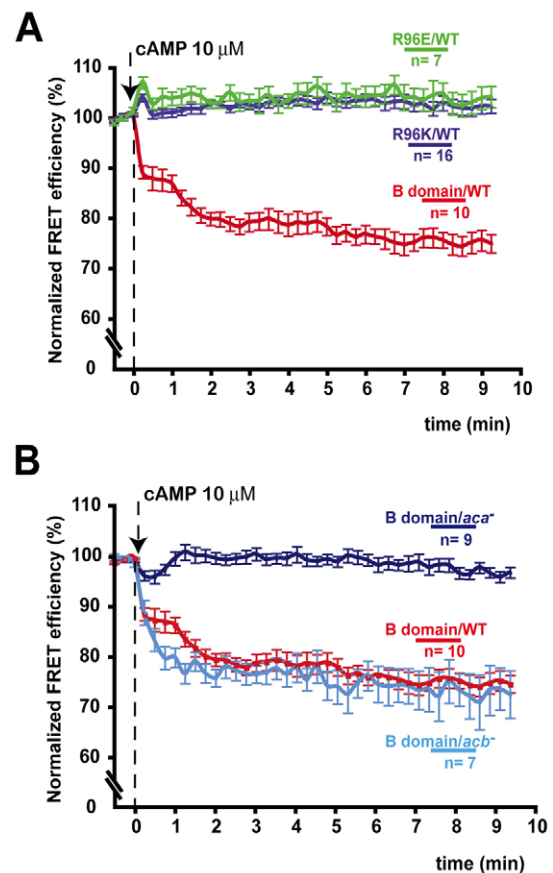 A
cAMP 10 µM
R96E/WT
n= 7
R96K/WT
n= 16
B domain/WT
n= 10
Normalized FRET efficiency (%)
110
100
90
80
70
60
0
0 1 2 3 4 5 6 7 8 9 10
time (min)
B
cAMP 10 µM
B domain/aca-
n= 9
B domain/WT
n= 10
B domain/acb-
n= 7
Normalized FRET efficiency (%)
110
100
90
80
70
60
0
0 1 2 3 4 5 6 7 8 9 10
time (min)